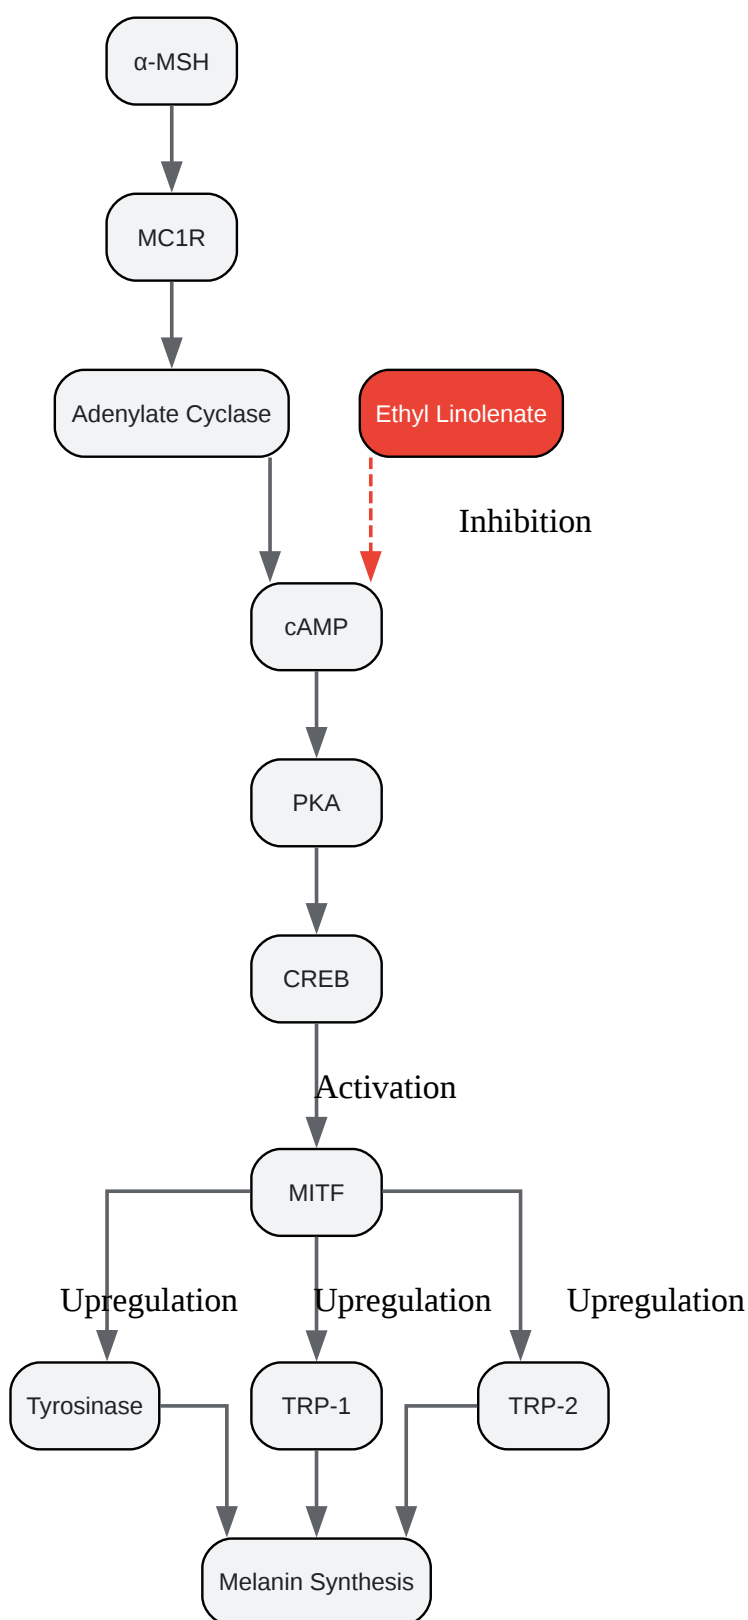 α-MSH
MC1R
Adenylate Cyclase
Ethyl Linolenate
Inhibition
cAMP
PKA
CREB
Activation
MITF
Upregulation
Upregulation
Upregulation
Tyrosinase
TRP-1
TRP-2
Melanin Synthesis